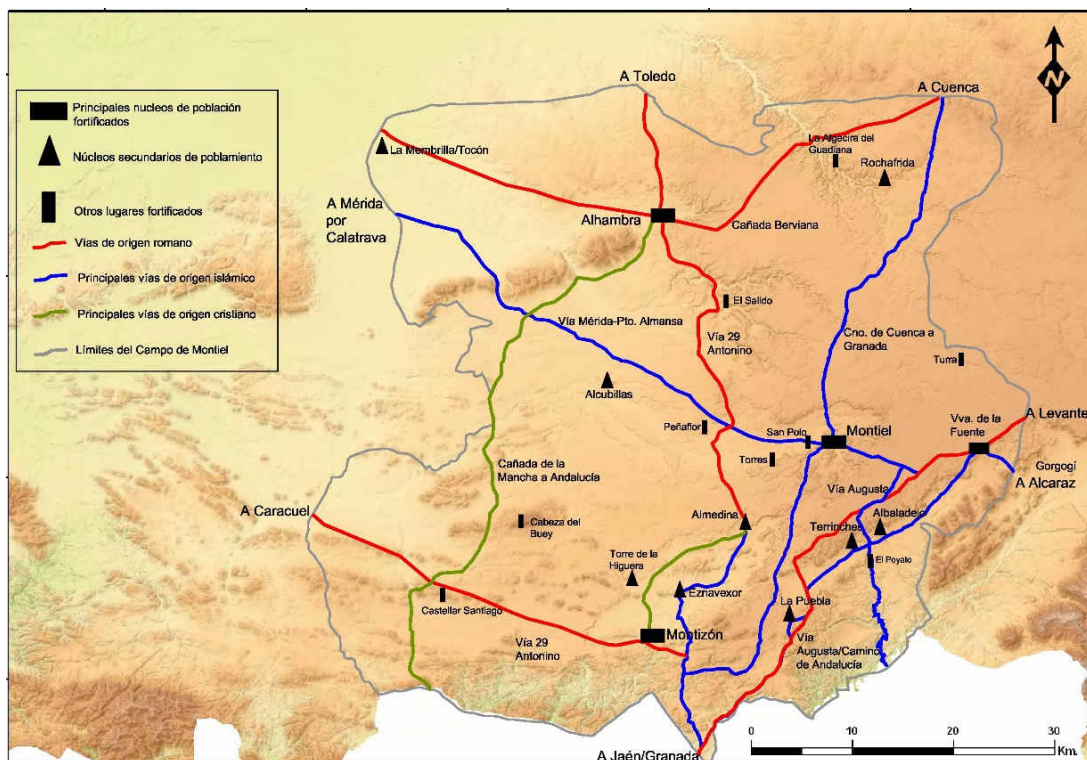 Principales nucleos de población
fortificados
Núcleos secundarios de poblamiento
Otros lugares fortificados
Vías de origen romano
Principales vías de origen islámico
Principales vías de origen cristiano
Límites del Campo de Montiel
A Toledo
A Cuenca
N
La Algecira del
Guadiana
La Membrilla/Tocón
Rochafrida
A Mérida
por
Calatrava
Alhambra
Cañada Berviana
El Salido
Vía Mérida-Pto. Almansa
Vía 29
Antonino
Cno. de Cuenca a
Granada
Turra
Alcubillas
A Levante
Peñaflor
San Polo
Montiel
Vva. de la
Fuente
Torres
Gorgogí
A Alcaraz
Cañada de la
Mancha a Andalucía
Vía Augusta
A Caracuel
Cabeza del
Buey
Almedina
Terrinches
Albaladejo
El Poyato
Torre de la
Higuera
Eznavexor
Castellar Santiago
La Puebla
Montizón
Vía 29
Antonino
Vía
Augusta/Camino
de Andalucía
A Jaén/Granada
0 10 20 30
Km.